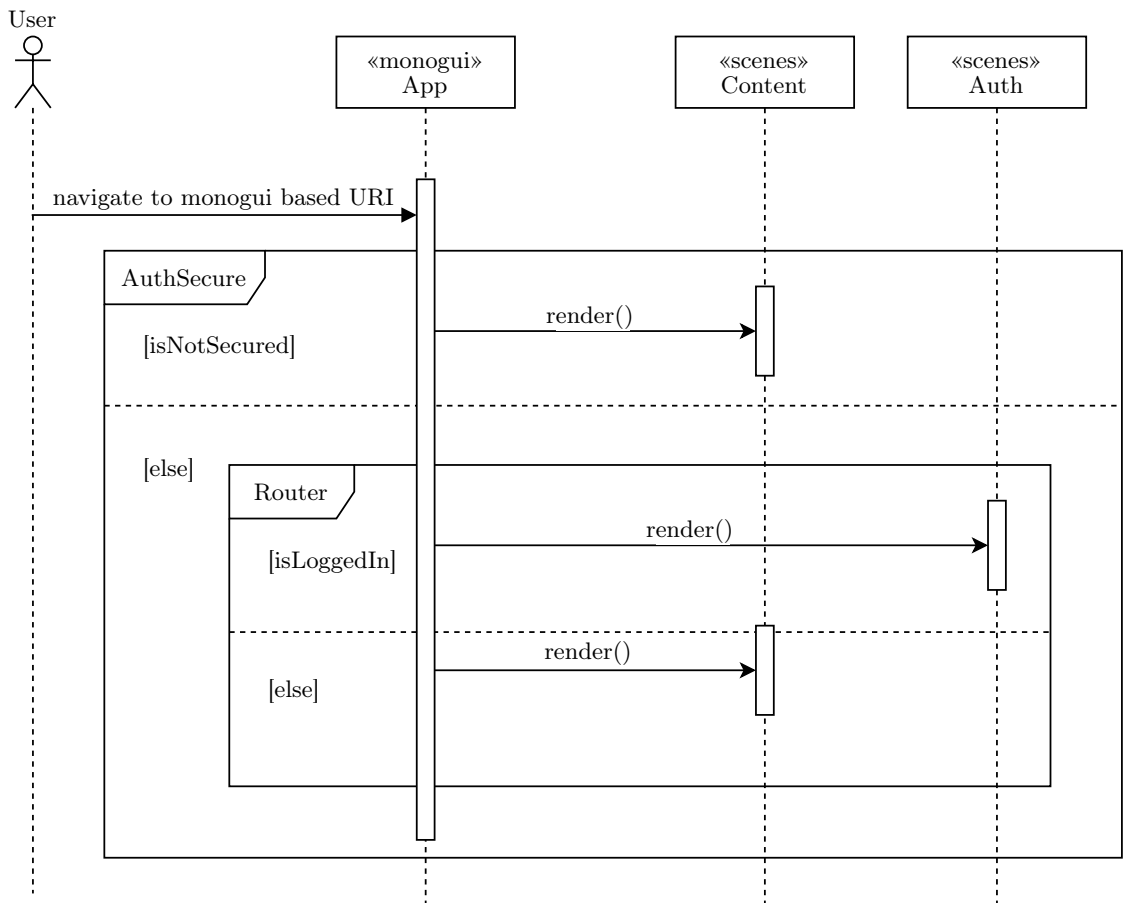 User
«monogui»
App
«scenes»
Content
«scenes»
Auth
navigate to monogui based URI
AuthSecure
render()
[isNotSecured]
[else]
Router
render()
[isLoggedIn]
render()
[else]